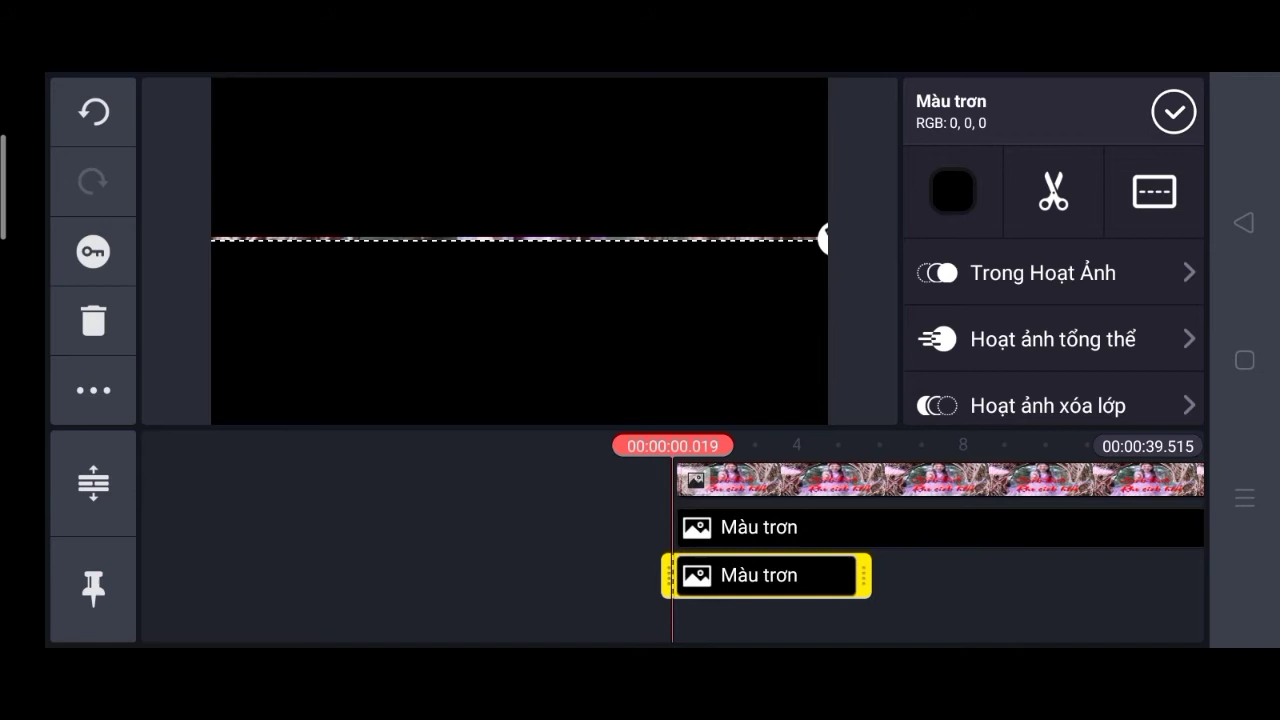 Màu trơn
RGB: 0, 0, 0
Trong Hoạt Ảnh
Hoạt ảnh tổng thể
Hoạt ảnh xóa lớp
00:00:00.019
4
8
00:00:39.515
Màu trơn
Màu trơn